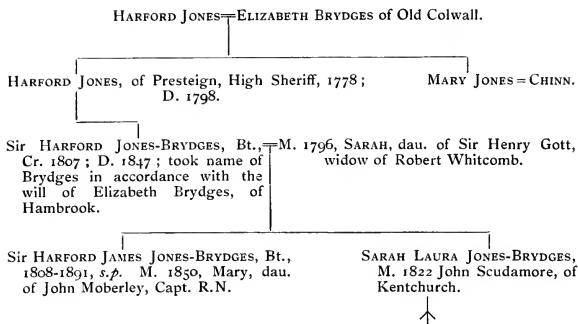 HARFORD JONES=ELIZABETH BRYDGES of Old Colwall.
HARFORD JONES, of Presteign, High Sheriff, 1778;
D. 1798.
MARY JONES = CHINN.
Sir HARFORD JONES-BRYDGES, Bt.,
Cr. 1807; D. 1847; took name of
Brydges in accordance with the
will of Elizabeth Brydges, of
Hambrook.
=M. 1796, SARAH, dau. of Sir Henry Gott,
widow of Robert Whitcomb.
Sir HARFORD JAMES JONES-BRYDGES, Bt.,
1808-1891, s.p. M. 1850, Mary, dau.
of John Moberley, Capt. R.N.
SARAH LAURA JONES-BRYDGES,
M. 1822 John Scudamore, of
Kentchurch.